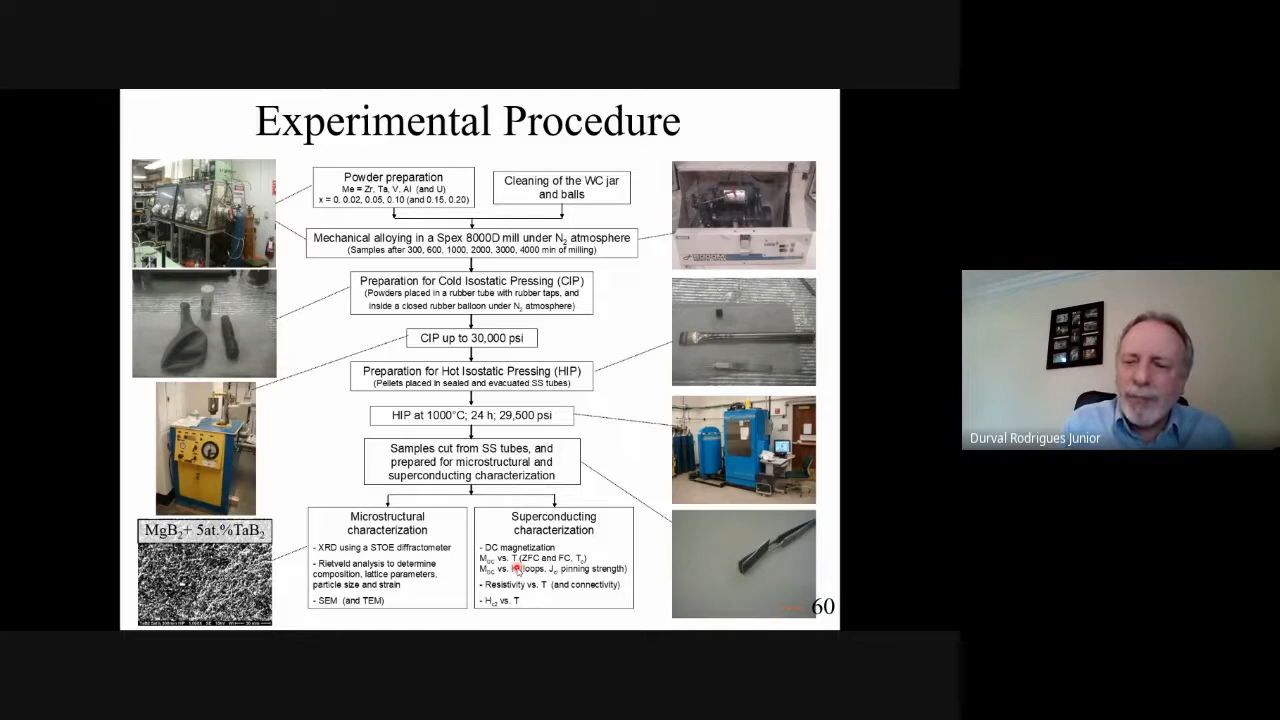 Experimental Procedure
Powder preparation
Me = Zr, Ta, V, Al (and U)
x = 0, 0.02, 0.05, 0.10 (and 0.15, 0.20)
Cleaning of the WC jar
and balls
Mechanical alloying in a Spex 8000D mill under N2 atmosphere
(Samples after 300, 600, 1000, 2000, 3000, 4000 min of milling)
Preparation for Cold Isostatic Pressing (CIP)
(Powders placed in a rubber tube with rubber taps, and
inside a closed rubber balloon under N2 atmosphere)
CIP up to 30,000 psi
Preparation for Hot Isostatic Pressing (HIP)
(Pellets placed in sealed and evacuated SS tubes)
HIP at 1000°C; 24 h; 29,500 psi
Samples cut from SS tubes, and
prepared for microstructural and
superconducting characterization
Microstructural
characterization
- XRD using a STOE diffractometer
- Rietveld analysis to determine
composition, lattice parameters,
particle size and strain
- SEM (and TEM)
Superconducting
characterization
- DC magnetization
MDC vs. T (ZFC and FC, Tc)
MDC vs. loops, Jc, pinning strength)
- Resistivity vs. T (and connectivity)
- Hc2 vs. T
MgB2+ 5at.%TaB2
60
Durval Rodrigues Junior